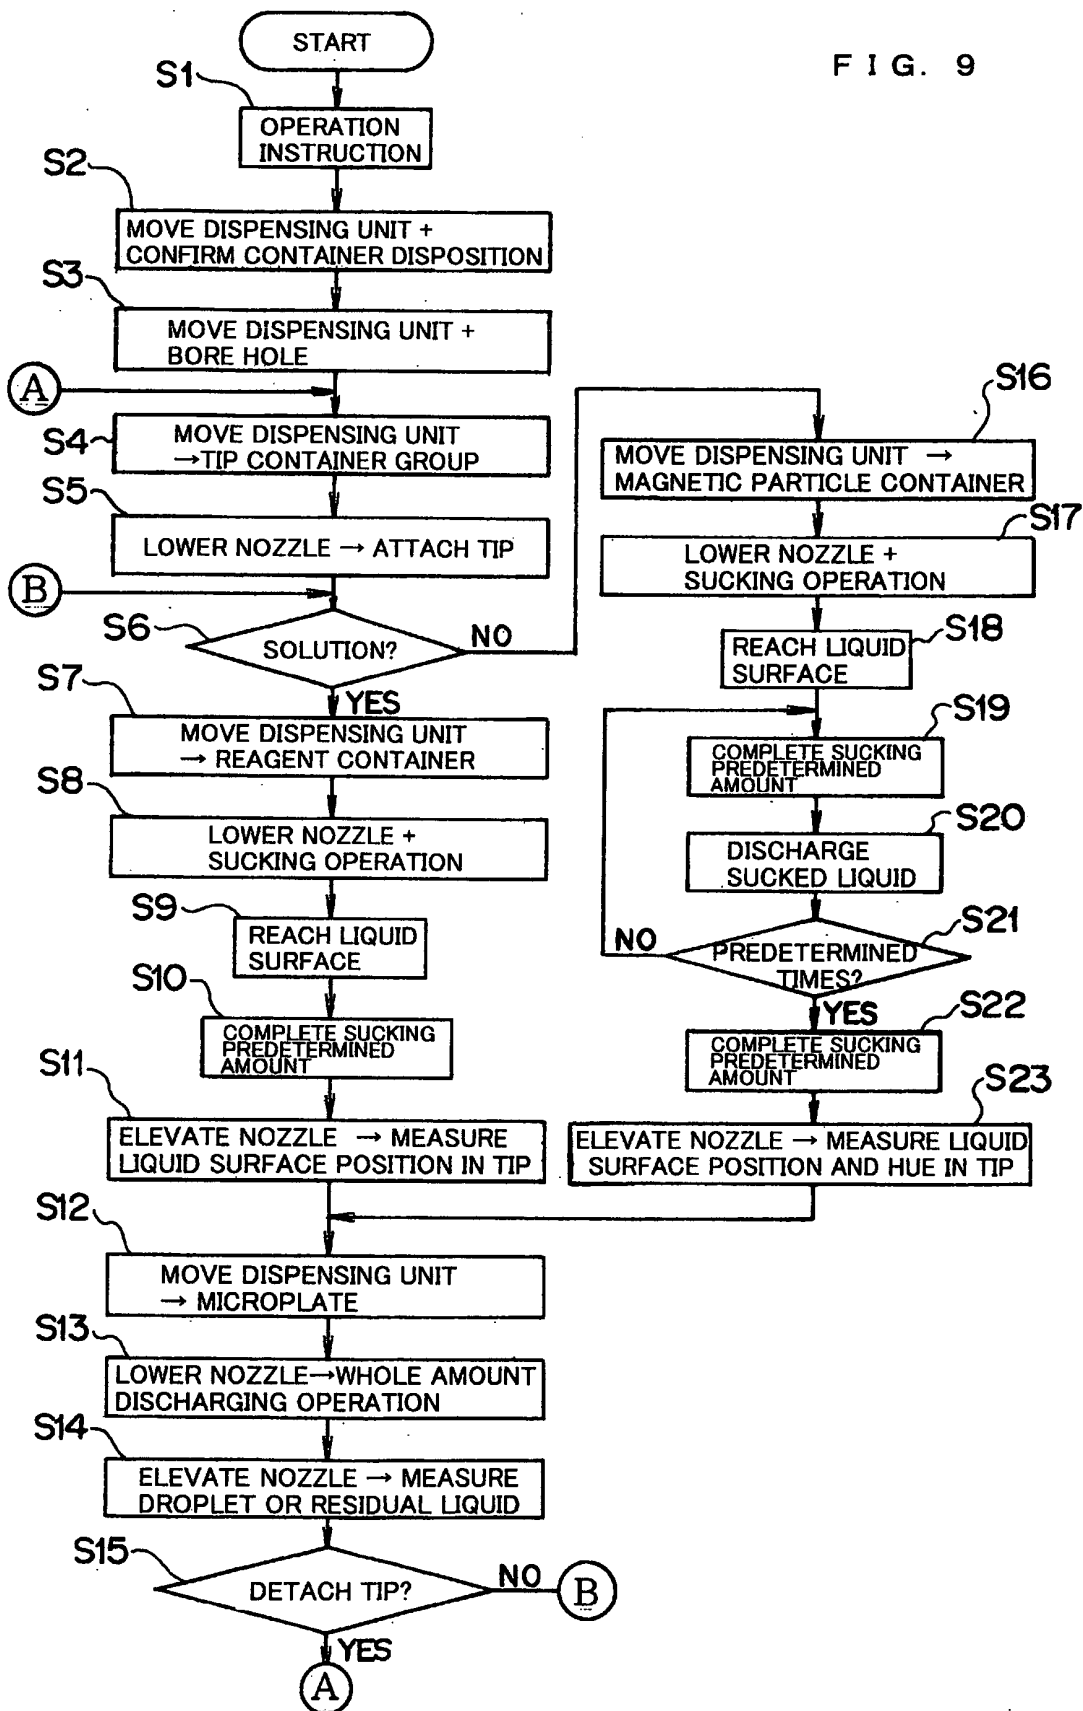 START
F I G. 9
S1
OPERATION
INSTRUCTION
S2
MOVE DISPENSING UNIT +
CONFIRM CONTAINER DISPOSITION
S3
MOVE DISPENSING UNIT +
BORE HOLE
A
S4
MOVE DISPENSING UNIT
→TIP CONTAINER GROUP
S5
LOWER NOZZLE → ATTACH TIP
B
S6
SOLUTION?
NO
YES
S7
MOVE DISPENSING UNIT
→ REAGENT CONTAINER
S8
LOWER NOZZLE +
SUCKING OPERATION
S9
REACH LIQUID
SURFACE
S10
COMPLETE SUCKING
PREDETERMINED
AMOUNT
S11
ELEVATE NOZZLE → MEASURE
LIQUID SURFACE POSITION IN TIP
S12
MOVE DISPENSING UNIT
→ MICROPLATE
S13
LOWER NOZZLE→WHOLE AMOUNT
DISCHARGING OPERATION
S14
ELEVATE NOZZLE → MEASURE
DROPLET OR RESIDUAL LIQUID
S15
DETACH TIP?
NO
B
YES
A
S16
MOVE DISPENSING UNIT →
MAGNETIC PARTICLE CONTAINER
S17
LOWER NOZZLE +
SUCKING OPERATION
S18
REACH LIQUID
SURFACE
S19
COMPLETE SUCKING
PREDETERMINED
AMOUNT
S20
DISCHARGE
SUCKED LIQUID
S21
NO
PREDETERMINED
TIMES?
YES
S22
COMPLETE SUCKING
PREDETERMINED
AMOUNT
S23
ELEVATE NOZZLE → MEASURE LIQUID
SURFACE POSITION AND HUE IN TIP